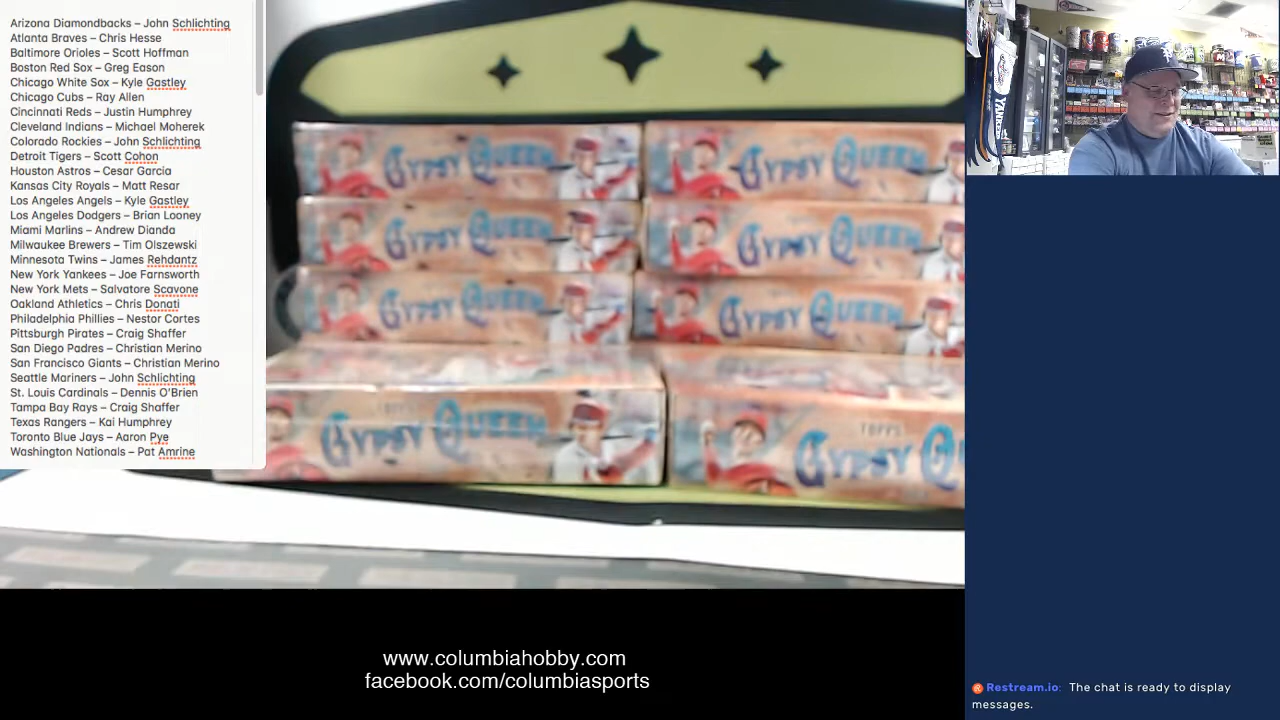 Arizona Diamondbacks – John Schlichting
Atlanta Braves – Chris Hesse
Baltimore Orioles – Scott Hoffman
Boston Red Sox – Greg Eason
Chicago White Sox – Kyle Gastley
Chicago Cubs – Ray Allen
Cincinnati Reds – Justin Humphrey
Cleveland Indians – Michael Moherek
Colorado Rockies – John Schlichting
Detroit Tigers – Scott Cohon
Houston Astros – Cesar Garcia
Kansas City Royals – Matt Resar
Los Angeles Angels – Kyle Gastley
Los Angeles Dodgers – Brian Looney
Miami Marlins – Andrew Dianda
Milwaukee Brewers – Tim Olszewski
Minnesota Twins – James Rehdantz
New York Yankees – Joe Farnsworth
New York Mets – Salvatore Scavone
Oakland Athletics – Chris Donati
Philadelphia Phillies – Nestor Cortes
Pittsburgh Pirates – Craig Shaffer
San Diego Padres – Christian Merino
San Francisco Giants – Christian Merino
Seattle Mariners – John Schlichting
St. Louis Cardinals – Dennis O'Brien
Tampa Bay Rays – Craig Shaffer
Texas Rangers – Kai Humphrey
Toronto Blue Jays – Aaron Pye
Washington Nationals – Pat Amrine
GYPSY QUEEN
GYPSY QUEEN
GYPSY QUEEN
GYPSY QUEEN
GYPSY QUEEN
GYPSY QUEEN
GYPSY QUEEN
TOPPS
GYPSY Q
www.columbiahobby.com
facebook.com/columbiasports
Restream.io: The chat is ready to display
messages.